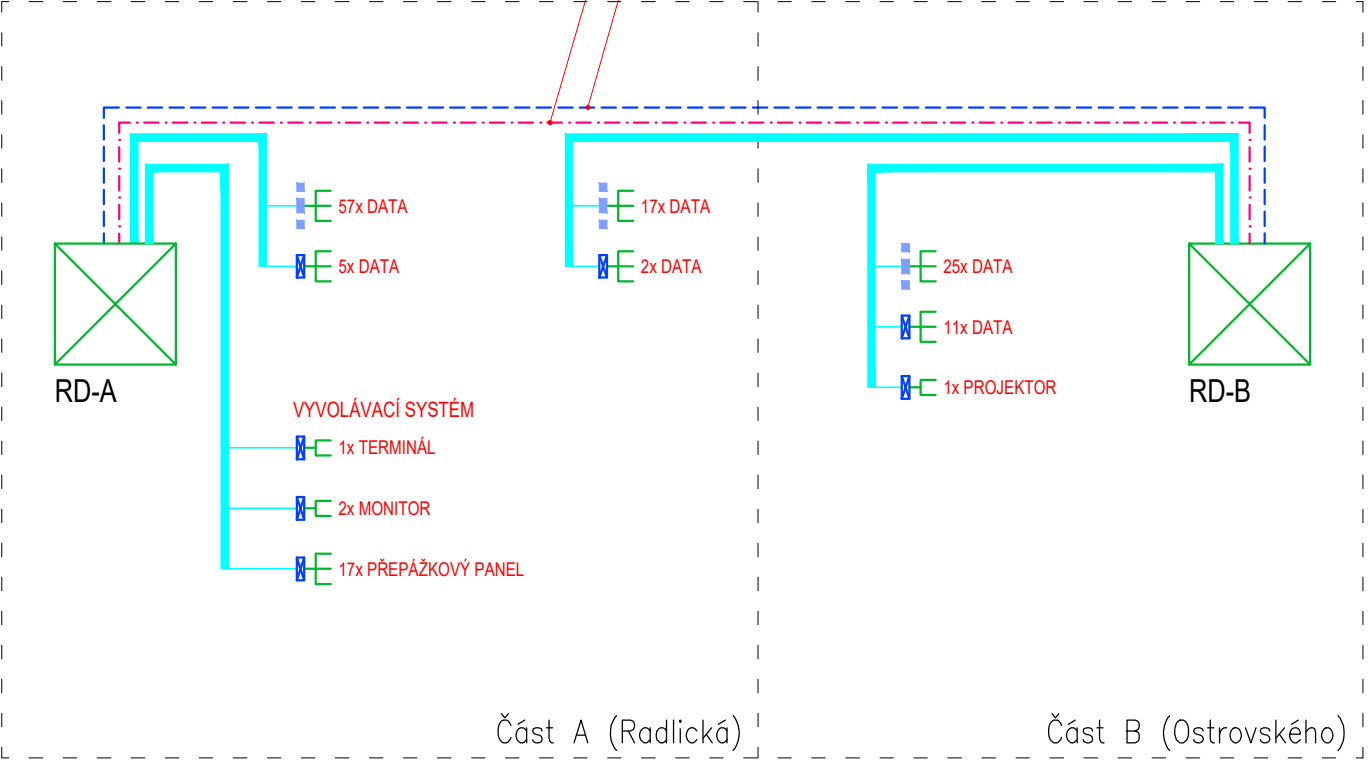 57x DATA
5x DATA
17x DATA
2x DATA
25x DATA
11x DATA
1x PROJEKTOR
RD-A
RD-B
VYVOLÁVACÍ SYSTÉM
1x TERMINÁL
2x MONITOR
17x PŘEPÁŽKOVÝ PANEL
Část A (Radlická)
Část B (Ostrovského)